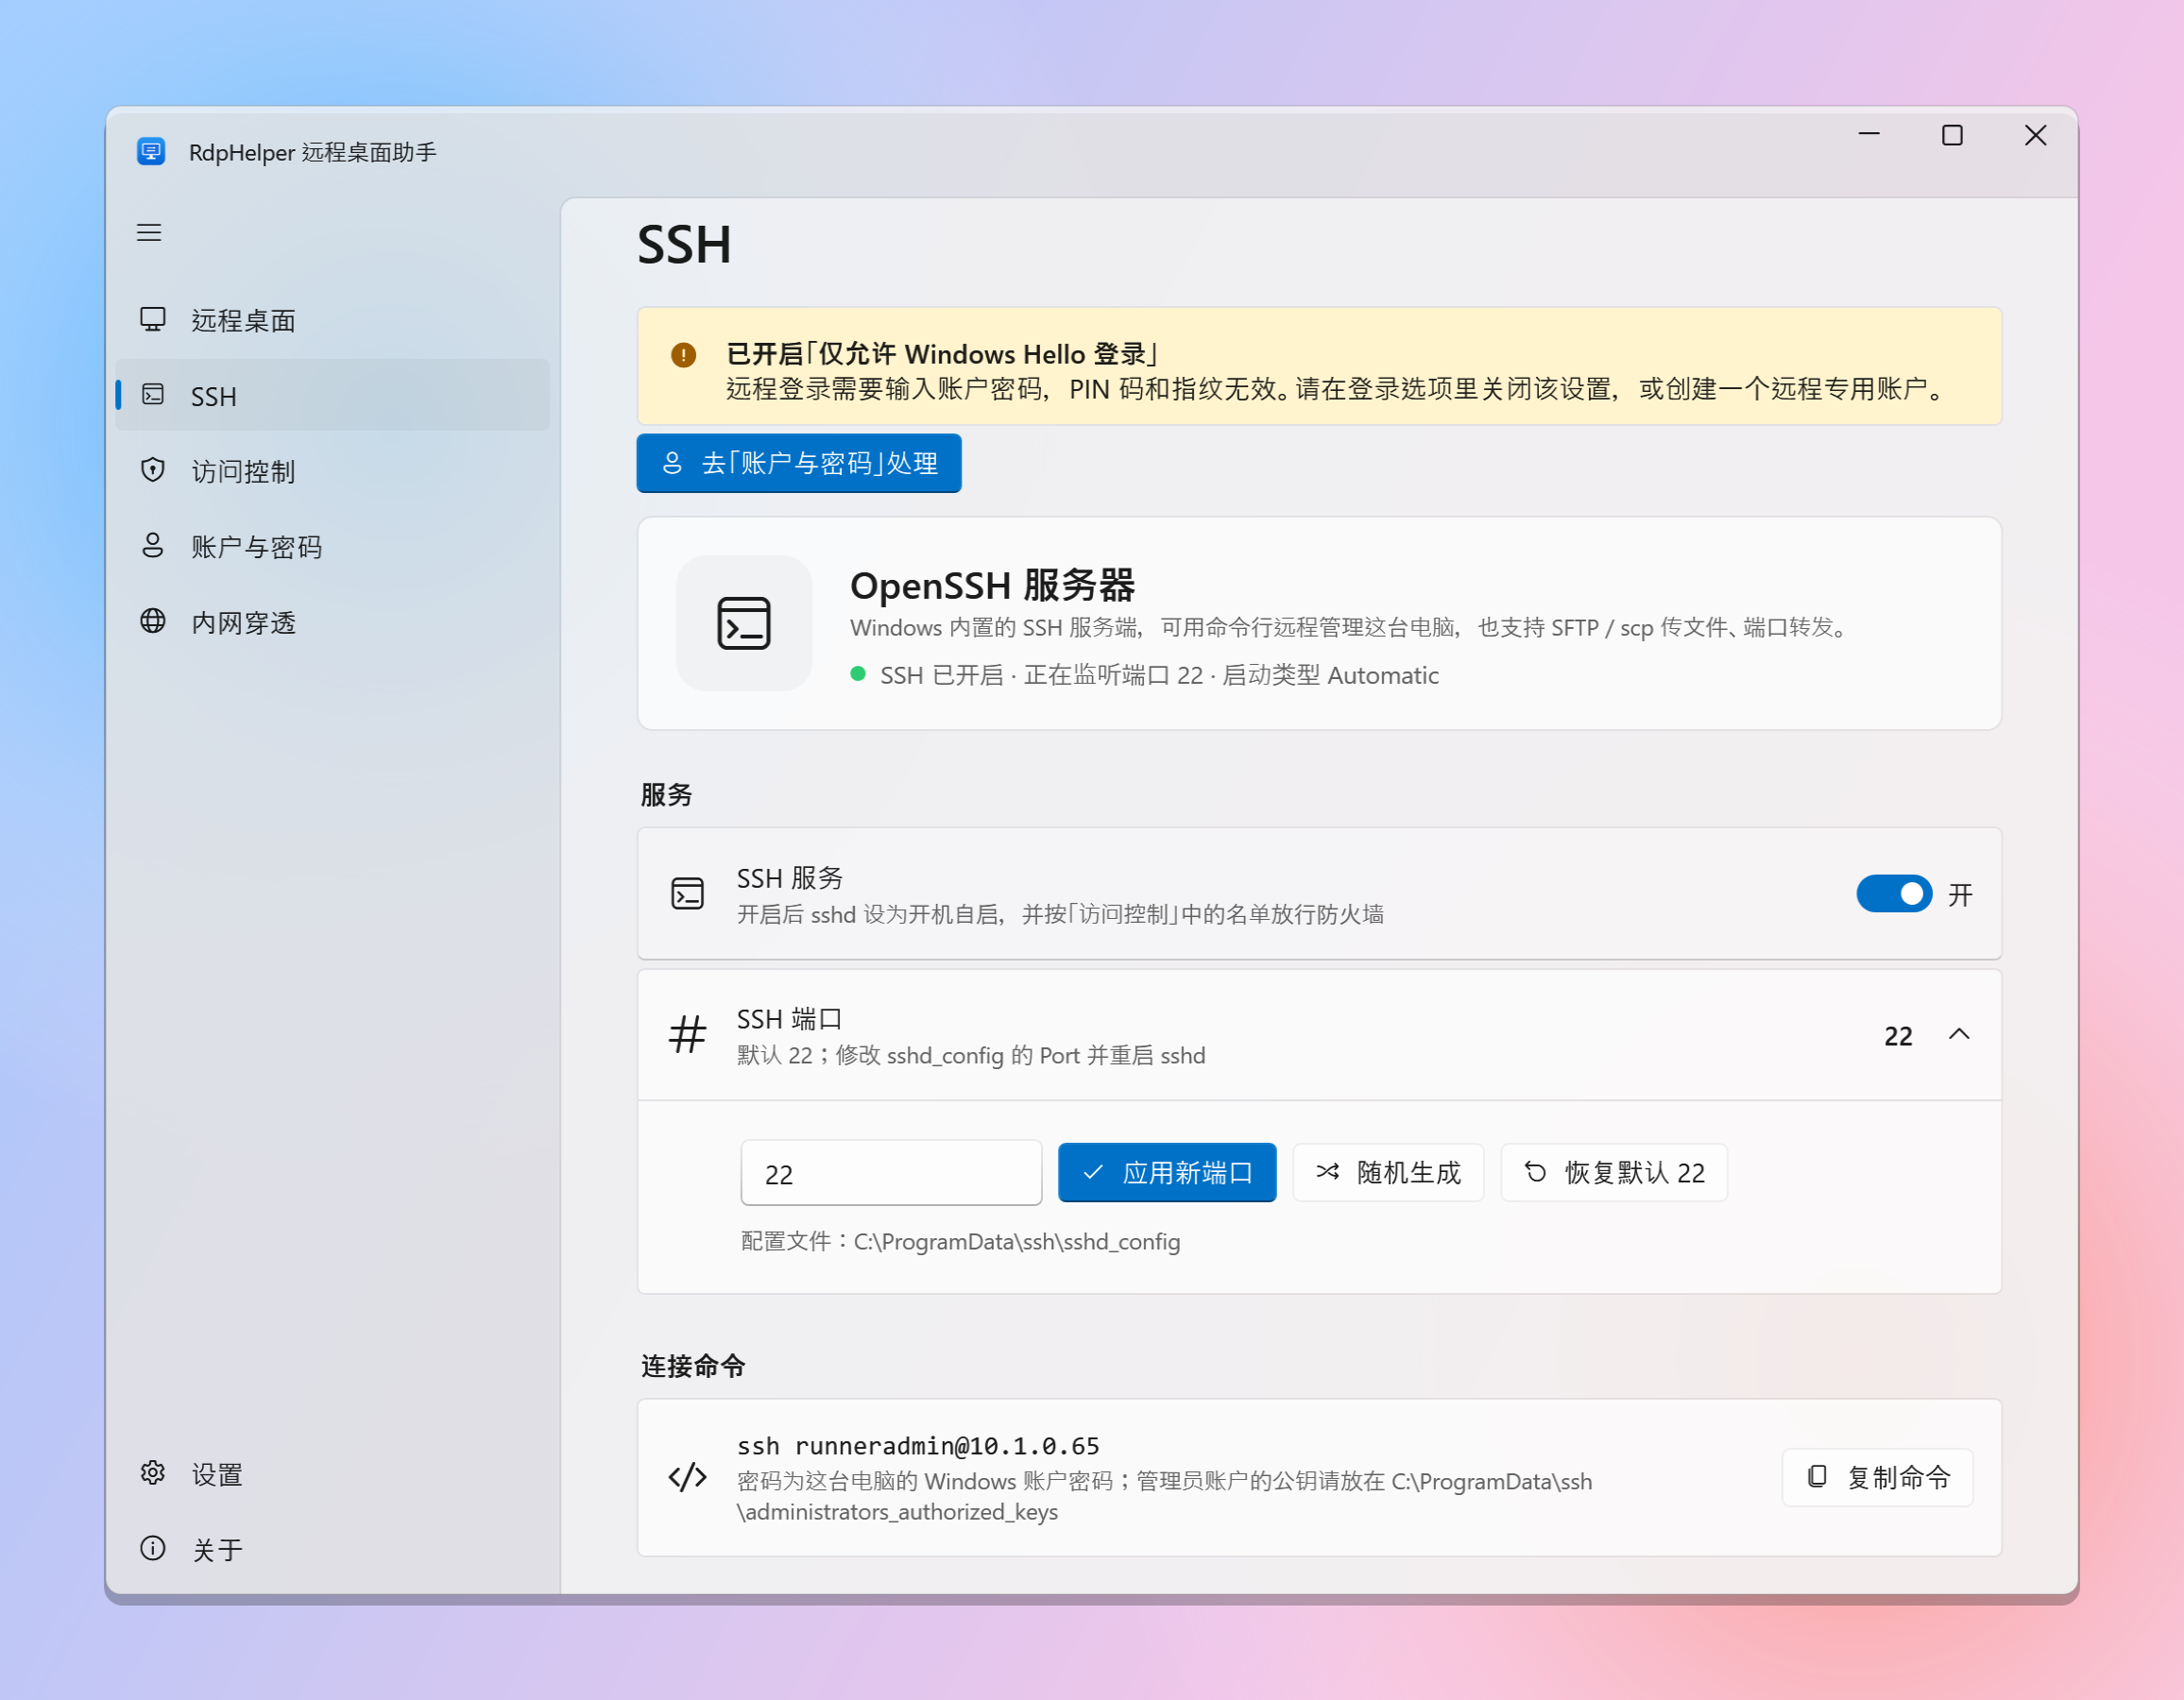 RdpHelper 远程桌面助手
远程桌面
SSH
访问控制
账户与密码
内网穿透
设置
关于
SSH
已开启「仅允许 Windows Hello 登录」
远程登录需要输入账户密码，PIN 码和指纹无效。请在登录选项里关闭该设置，或创建一个远程专用账户。
去「账户与密码」处理
OpenSSH 服务器
Windows 内置的 SSH 服务端，可用命令行远程管理这台电脑，也支持 SFTP / scp 传文件、端口转发。
SSH 已开启 · 正在监听端口 22 · 启动类型 Automatic
服务
SSH 服务
开启后 sshd 设为开机自启，并按「访问控制」中的名单放行防火墙
开
SSH 端口
默认 22；修改 sshd_config 的 Port 并重启 sshd
22
22
应用新端口
随机生成
恢复默认 22
配置文件：C:\ProgramData\ssh\sshd_config
连接命令
ssh runneradmin@10.1.0.65
密码为这台电脑的 Windows 账户密码；管理员账户的公钥请放在 C:\ProgramData\ssh
\administrators_authorized_keys
复制命令